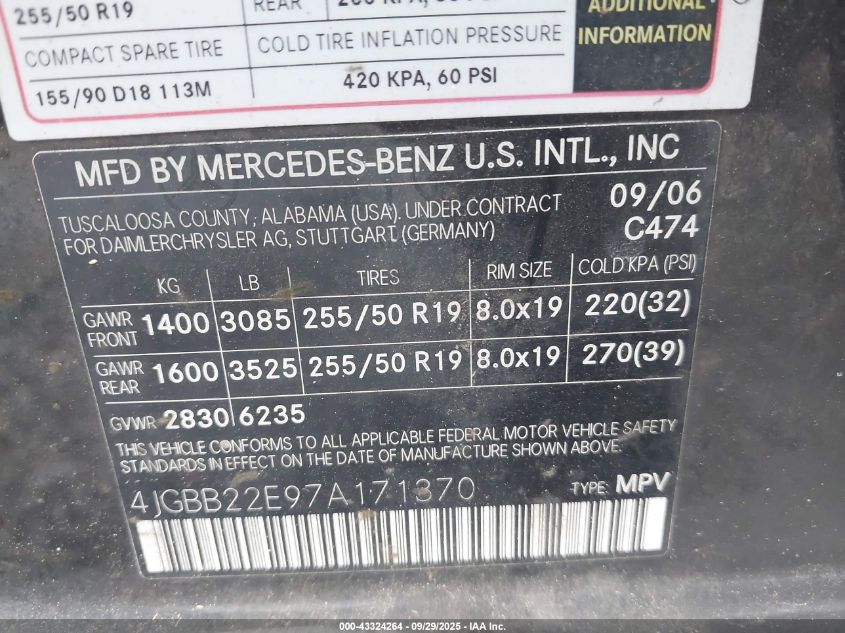 255/50 R19
REAR
ADDITIONAL
COMPACT SPARE TIRE COLD TIRE INFLATION PRESSURE INFORMATION
155/90 D18 113M 420 KPA, 60 PSI
MFD BY MERCEDES-BENZ U.S. INTL., INC
TUSCALOOSA COUNTY, ALABAMA (USA). UNDER CONTRACT 09/06
FOR DAIMLERCHRYSLER AG, STUTTGART (GERMANY) C474
KG LB TIRES RIM SIZE COLD KPA (PSI)
GAWR FRONT 1400 3085 255/50 R19 8.0x19 220(32)
GAWR REAR 1600 3525 255/50 R19 8.0x19 270(39)
GVWR 2830 6235
THIS VEHICLE CONFORMS TO ALL APPLICABLE FEDERAL MOTOR VEHICLE SAFETY
STANDARDS IN EFFECT ON THE DATE OF MANUFACTURE SHOWN ABOVE.
4JGBB22E97A171370 TYPE: MPV
000-43324264 - 09/29/2025 - IAA Inc.